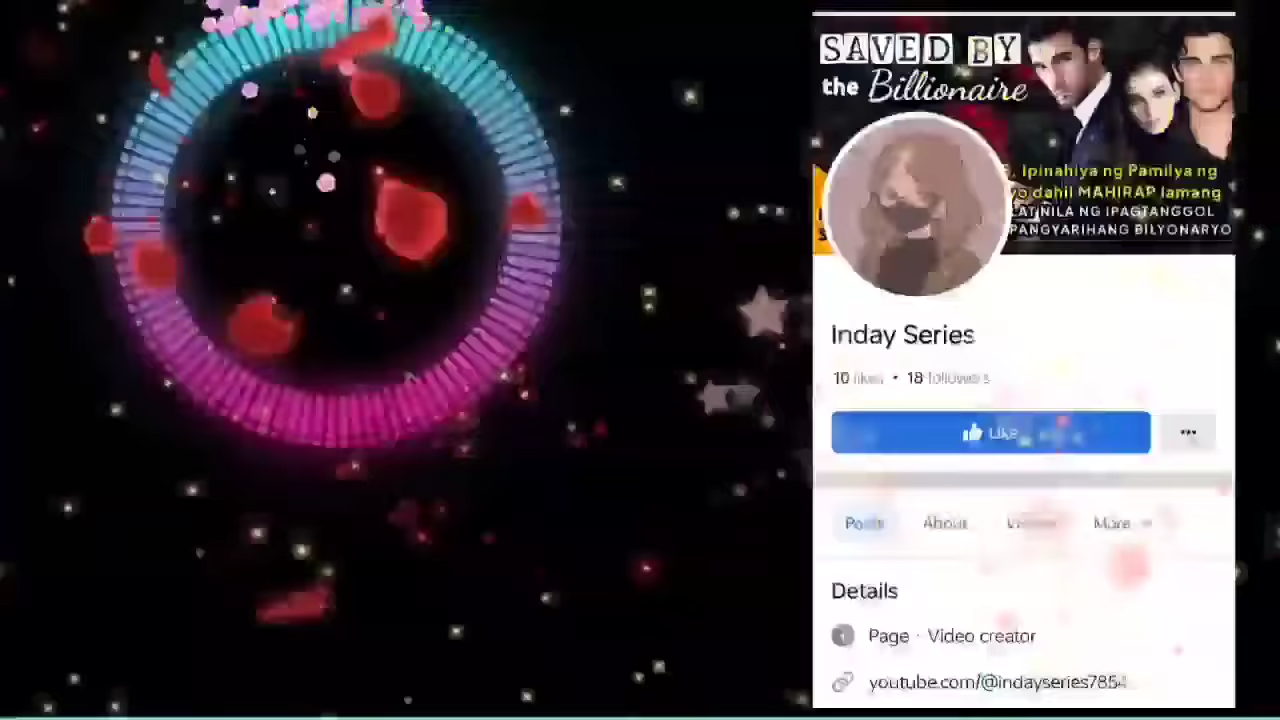 SAVED BY
the Billionaire
Ipinahiya ng Pamilya ng
dahil MAHIRAP lamang
NILA NG IPAGTANGGOL
PANGYARIHANG BILYONARYO
Inday Series
10 likes • 18 followers
Like
Posts About More
Details
Page · Video creator
youtube.com/@indayseries7854